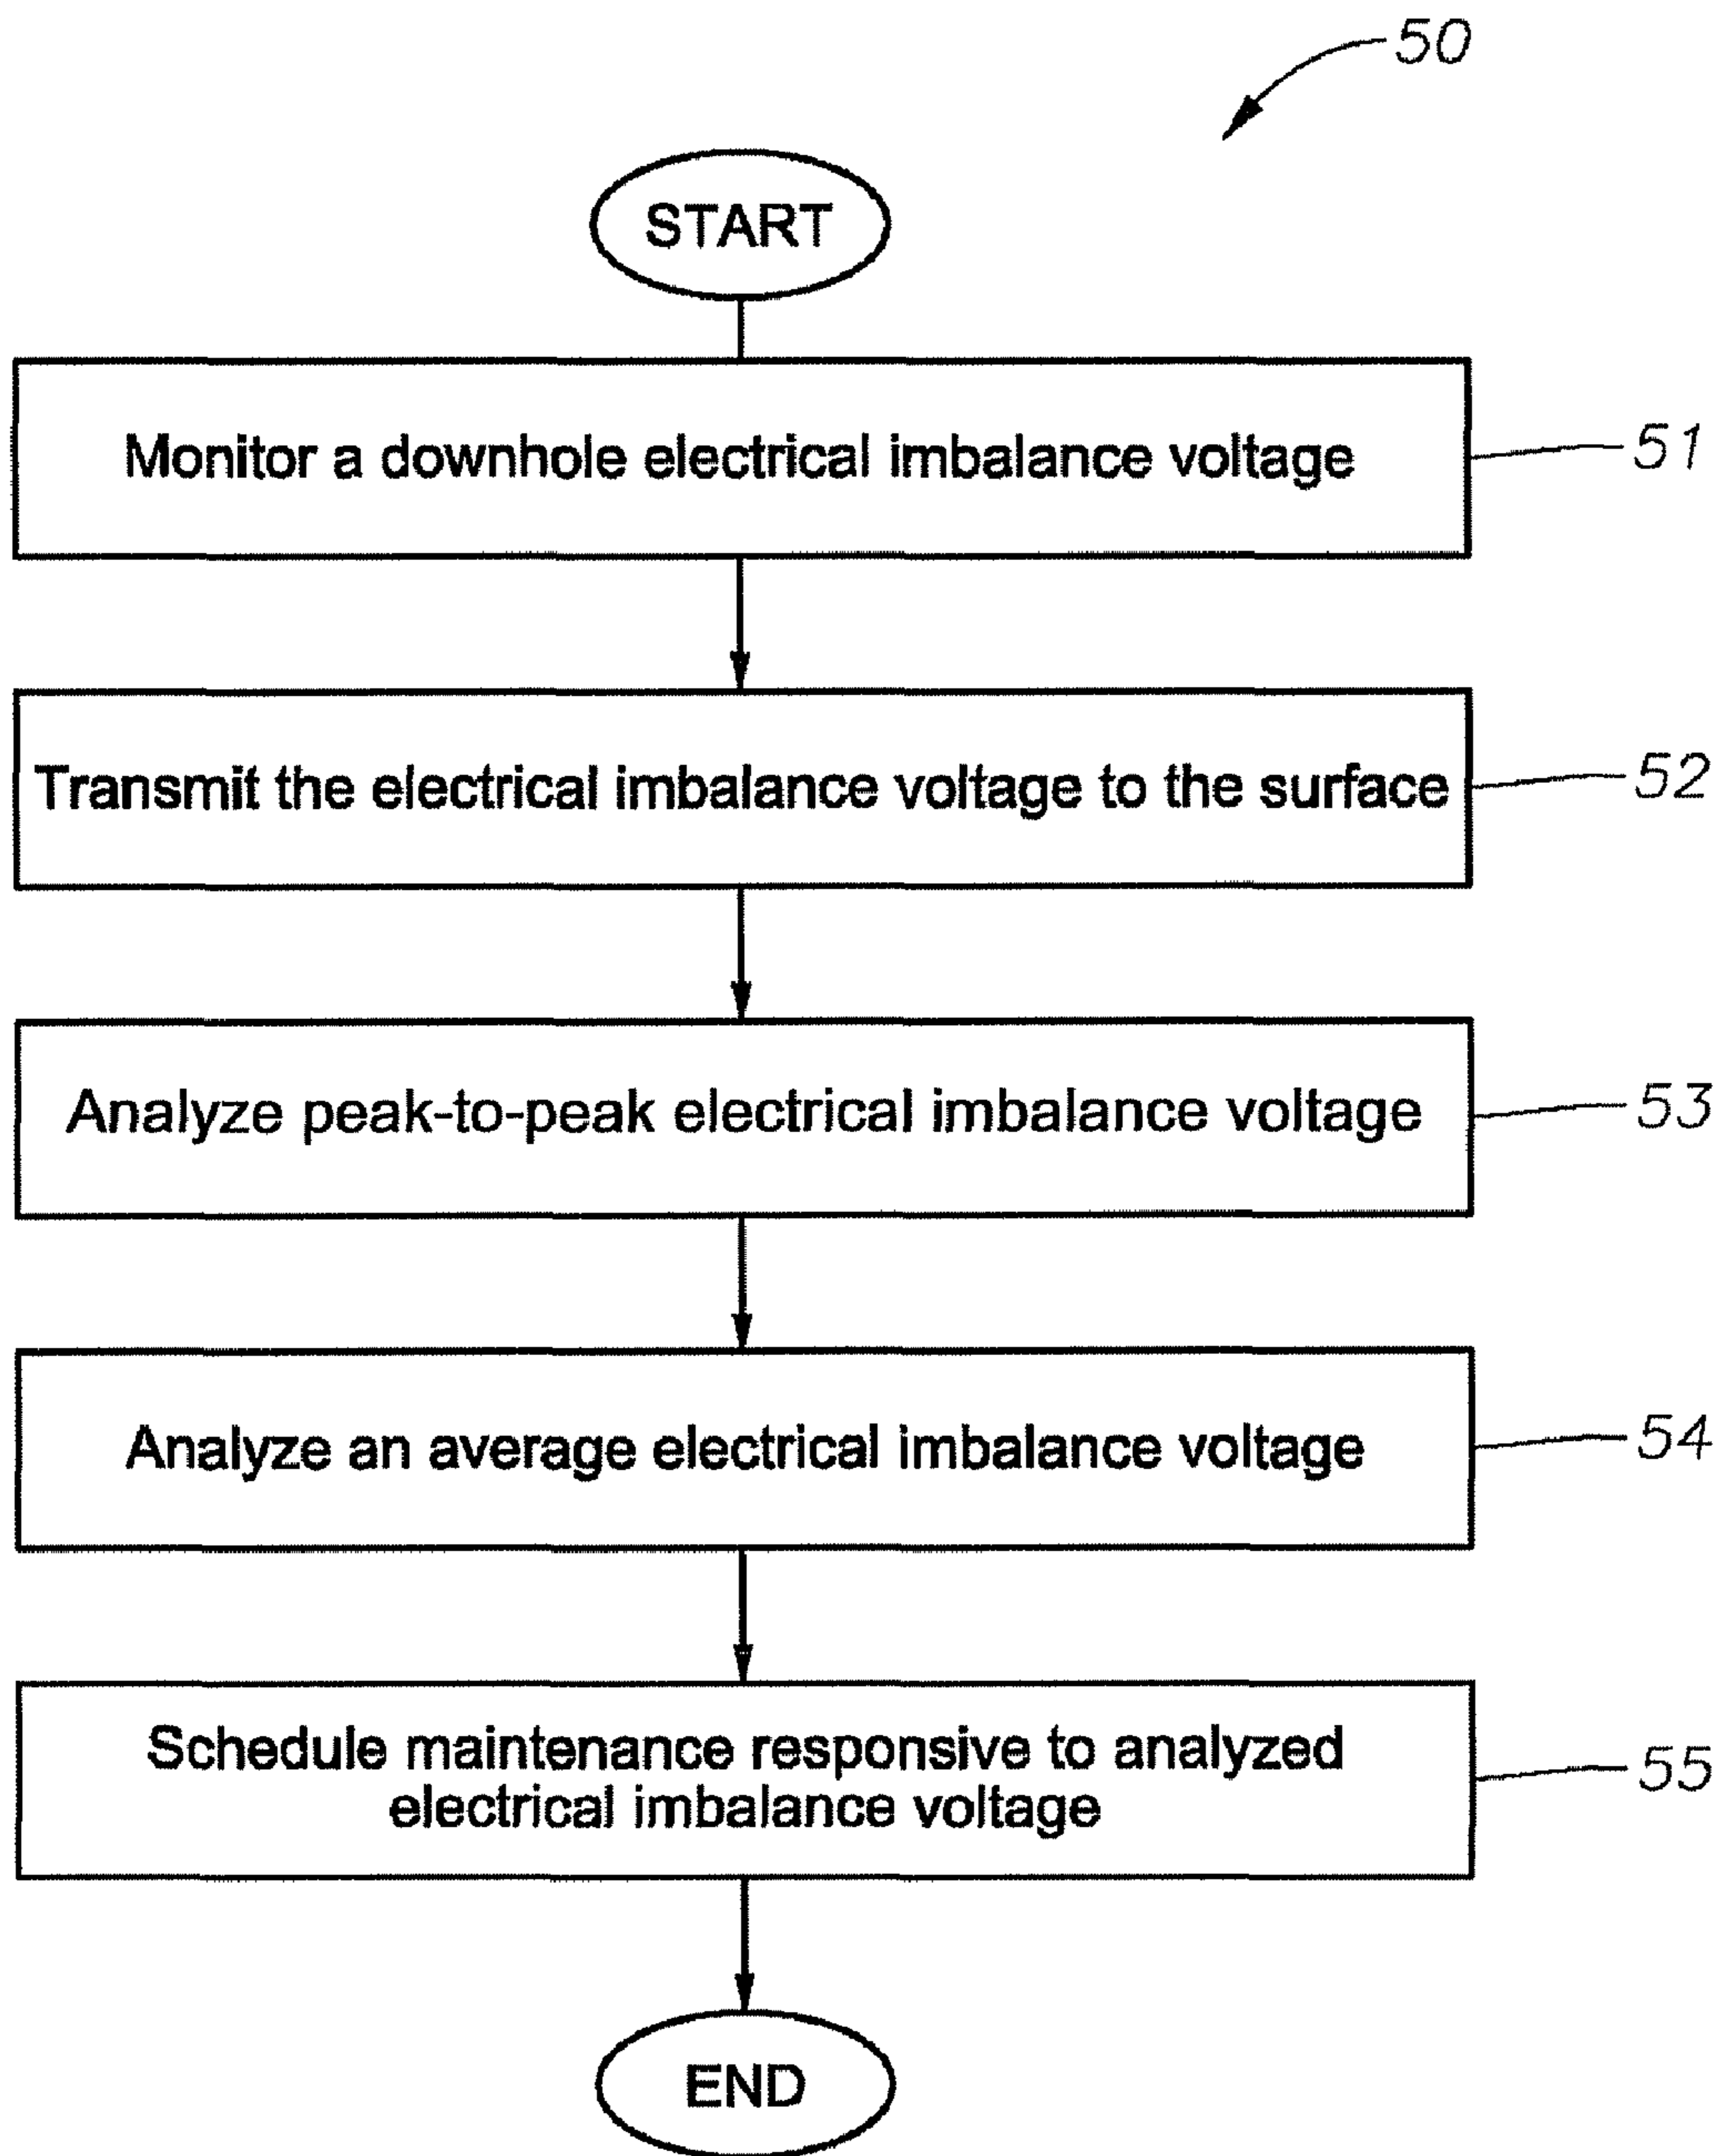 50
START
Monitor a downhole electrical imbalance voltage
51
Transmit the electrical imbalance voltage to the surface
52
Analyze peak-to-peak electrical imbalance voltage
53
Analyze an average electrical imbalance voltage
54
Schedule maintenance responsive to analyzed
electrical imbalance voltage
55
END